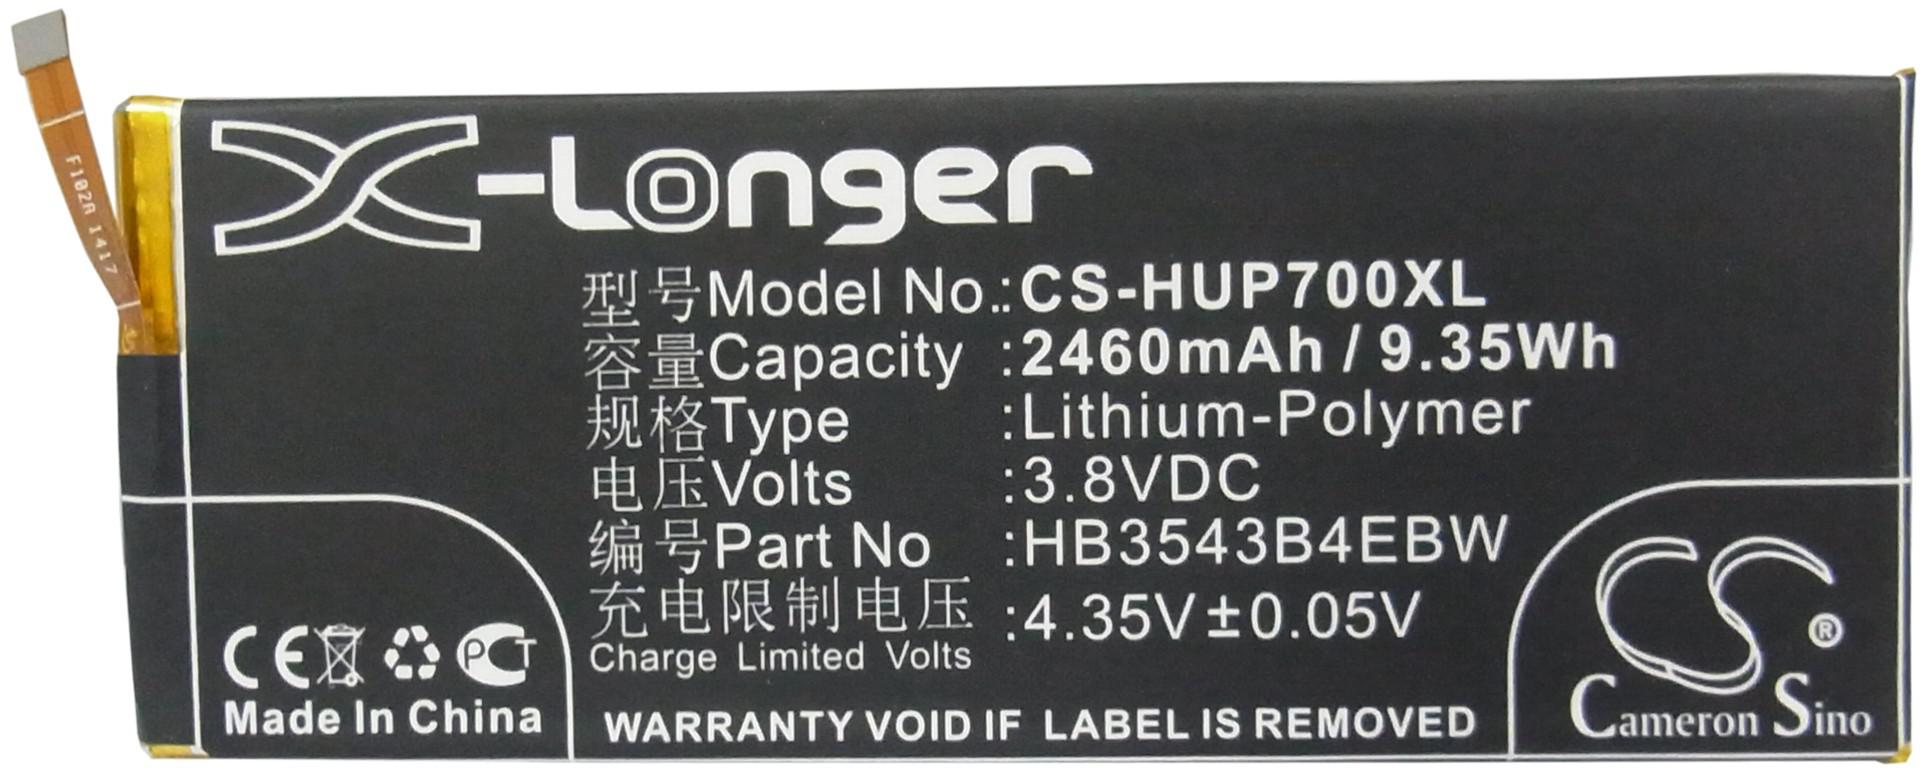 F102A 1417
X-Longer
型号Model No.:CS-HUP700XL
容量Capacity :2460mAh / 9.35Wh
规格Type :Lithium-Polymer
电压Volts :3.8VDC
编号Part No :HB3543B4EBW
充电限制电压 :4.35V±0.05V
Charge Limited Volts
CE PCT
Made In China
WARRANTY VOID IF LABEL IS REMOVED
CS ®
Cameron Sino